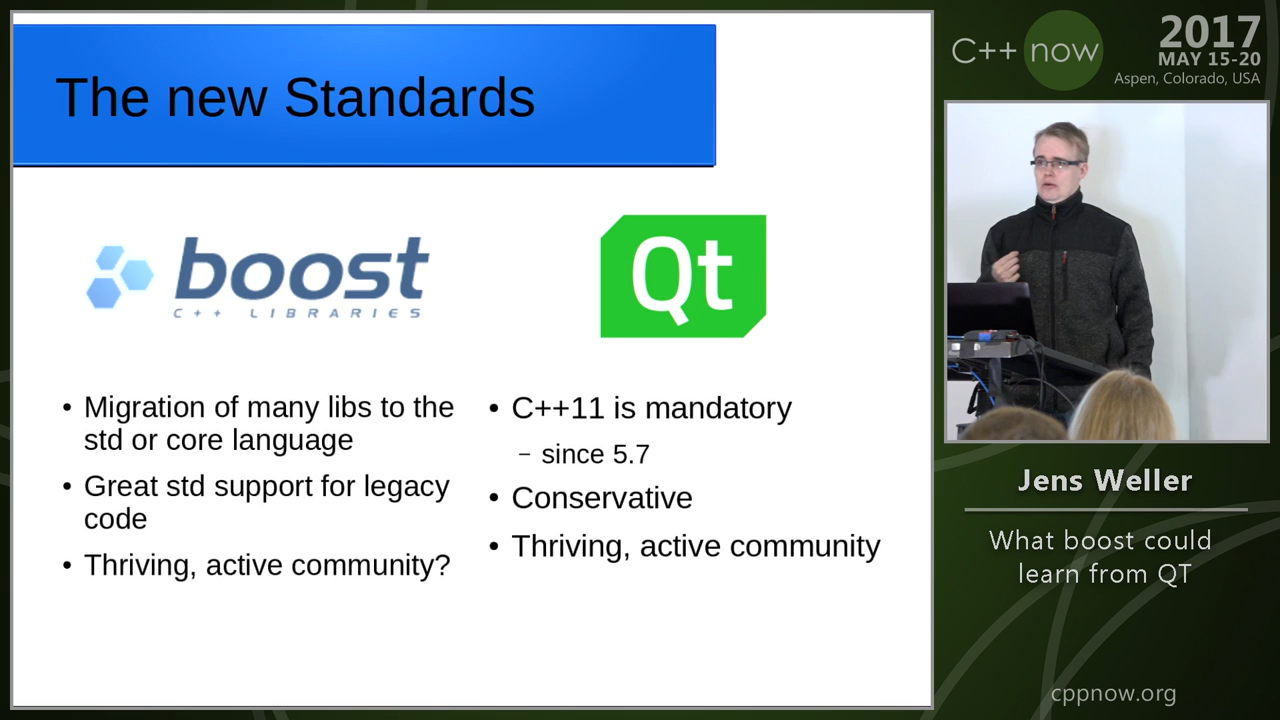 The new Standards
boost
C++ LIBRARIES
Qt
• Migration of many libs to the
std or core language
• Great std support for legacy
code
• Thriving, active community?
• C++11 is mandatory
– since 5.7
• Conservative
• Thriving, active community
C++ now
2017
MAY 15-20
Aspen, Colorado, USA
Jens Weller
What boost could
learn from QT
cppnow.org